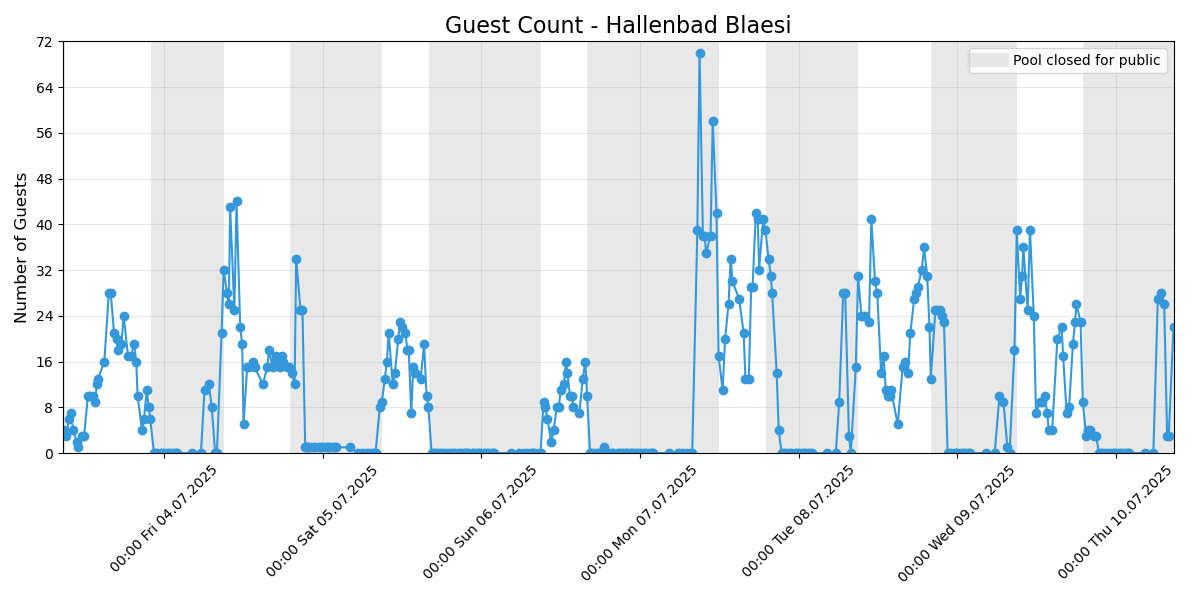 Guest Count - Hallenbad Blaesi
Pool closed for public
Number of Guests
72
64
56
48
40
32
24
16
8
0
00:00 Fri 04.07.2025
00:00 Sat 05.07.2025
00:00 Sun 06.07.2025
00:00 Mon 07.07.2025
00:00 Tue 08.07.2025
00:00 Wed 09.07.2025
00:00 Thu 10.07.2025